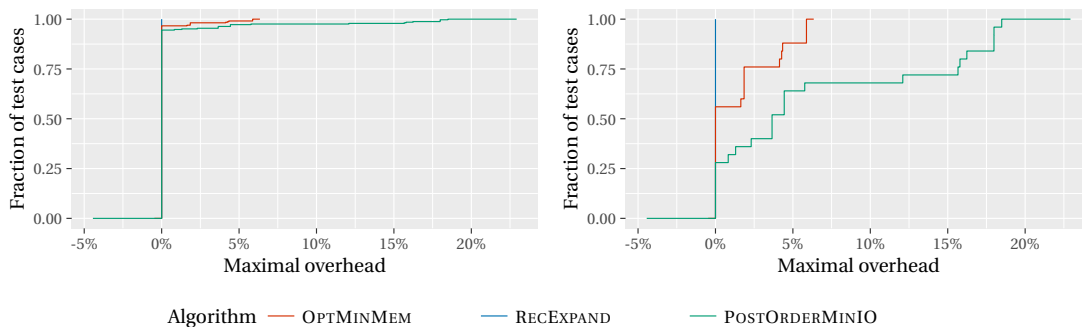 Fraction of test cases
1.00
0.75
0.50
0.25
0.00
-5% 0% 5% 10% 15% 20%
Maximal overhead
Fraction of test cases
1.00
0.75
0.50
0.25
0.00
-5% 0% 5% 10% 15% 20%
Maximal overhead
Algorithm OPTMINMEM RECEXPAND POSTORDERMINIO